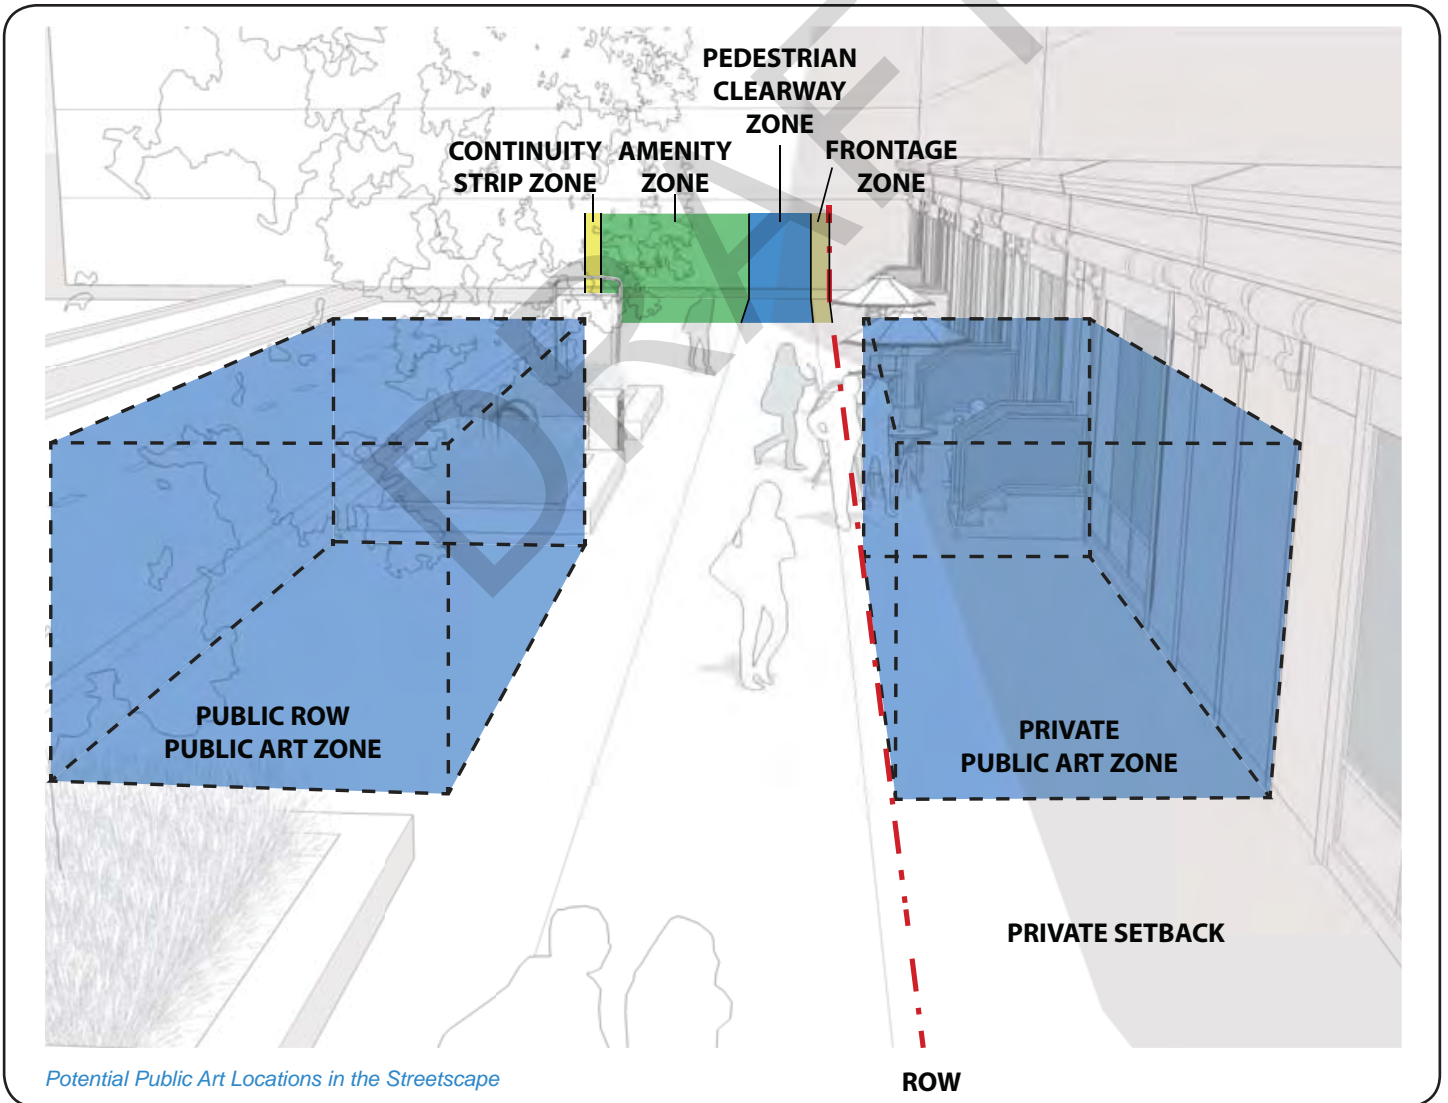 PEDESTRIAN
CLEARWAY
ZONE
CONTINUITY
STRIP ZONE
AMENITY
ZONE
FRONTAGE
ZONE
DRAFT
PUBLIC ROW
PUBLIC ART ZONE
PRIVATE
PUBLIC ART ZONE
PRIVATE SETBACK
Potential Public Art Locations in the Streetscape
ROW